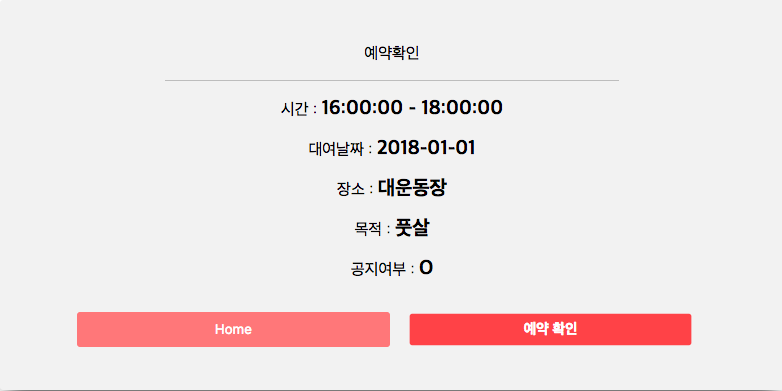 예약확인
시간 : 16:00:00 - 18:00:00
대여날짜 : 2018-01-01
장소 : 대운동장
목적 : 풋살
공지여부 : O
Home
예약 확인